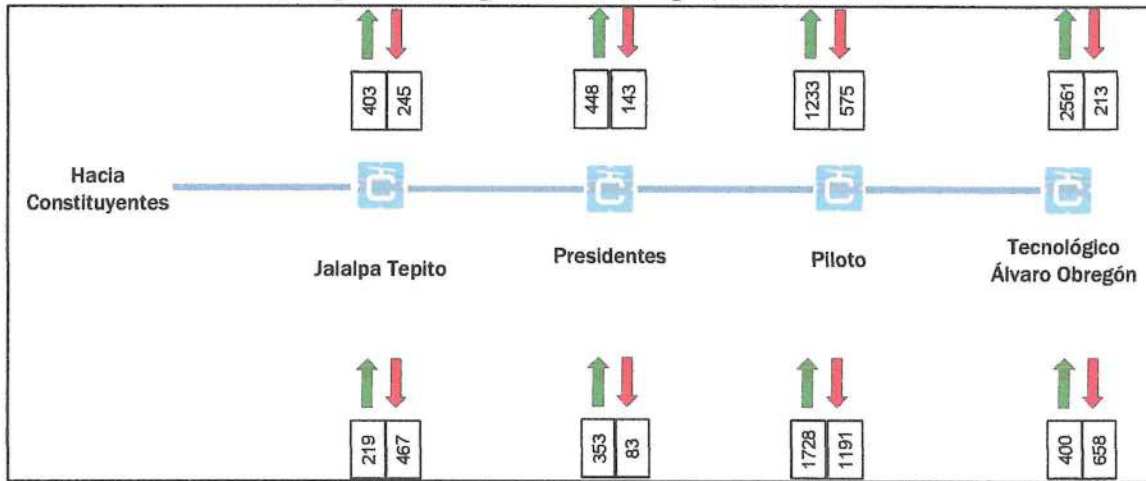 403
245
448
143
1233
575
2561
213
Hacia
Constituyentes
Jalalpa Tepito
Presidentes
Piloto
Tecnológico
Álvaro Obregón
219
467
353
83
1728
1191
400
658